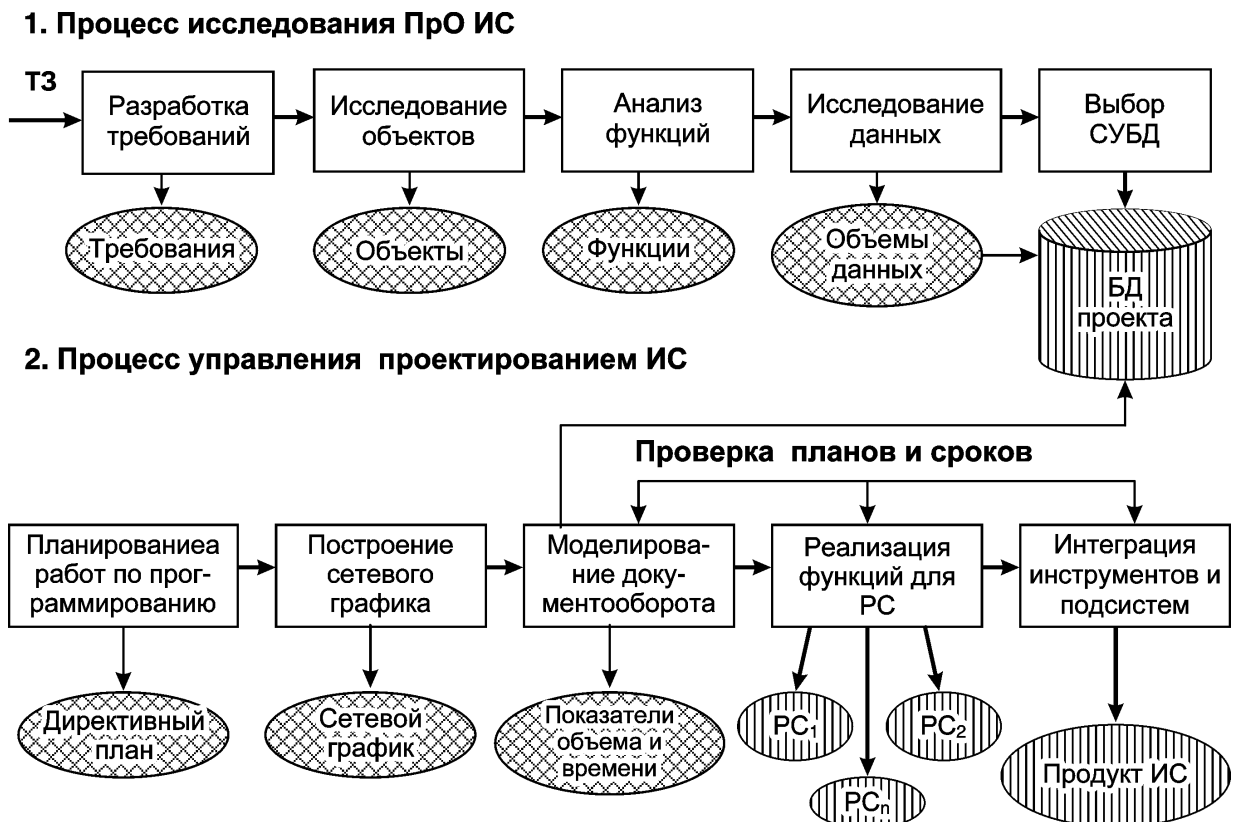 1. Процесс исследования ПрО ИС
ТЗ
Разработка
требований
Исследование
объектов
Анализ
функций
Исследование
данных
Выбор
СУБД
Требования
Объекты
Функции
Объемы
данных
БД
проекта
2. Процесс управления проектированием ИС
Проверка планов и сроков
Планированиеа
работ по прог-
раммированию
Построение
сетевого
графика
Моделирова-
ние доку-
ментооборота
Реализация
функций для
РС
Интеграция
инструментов и
подсистем
Директивный
план
Сетевой
график
Показатели
объема и
времени
РС1
РС2
РСn
Продукт ИС